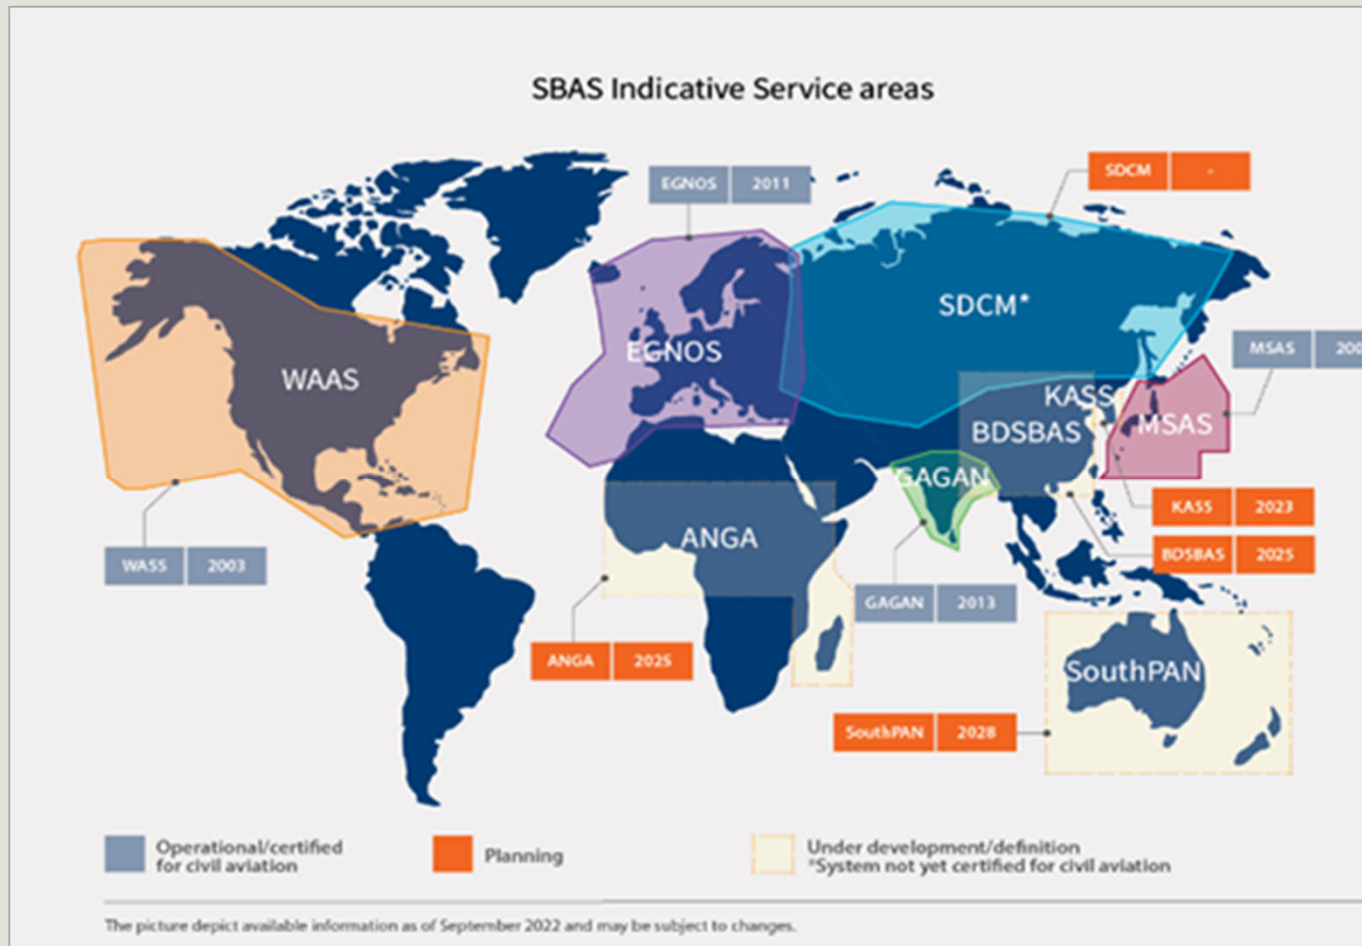 SBAS Indicative Service areas
SDCM -
EGNOS 2011
SDCM*
MSAS
EGNOS
WAAS
KASS
MSAS
BDSBAS
GAGAN
KASS 2023
ANGA
BDSBAS 2025
WASS 2003
GAGAN 2013
ANGA 2025
SouthPAN
SouthPAN 2028
Operational/certified
for civil aviation
Planning
Under development/definition
*System not yet certified for civil aviation
The picture depict available information as of September 2022 and may be subject to changes.